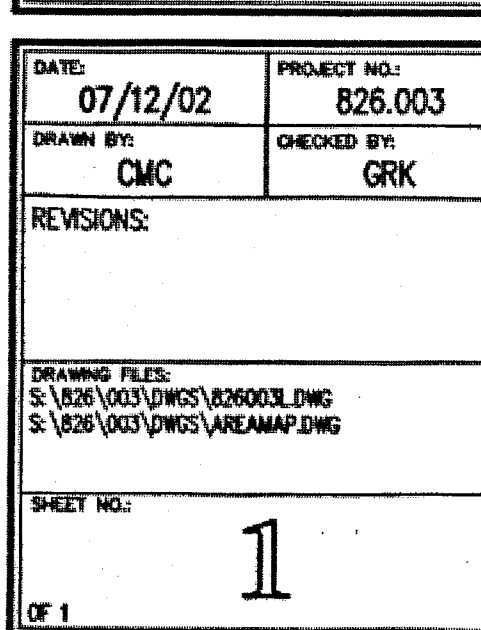 DATE:
07/12/02
PROJECT NO.:
826.003
DRAWN BY:
CMC
CHECKED BY:
GRK
REVISIONS:
DRAWING FILES:
S:\826\003\DWGS\826003L.DWG
S:\826\003\DWGS\AREAMAP.DWG
SHEET NO.:
1
OF 1